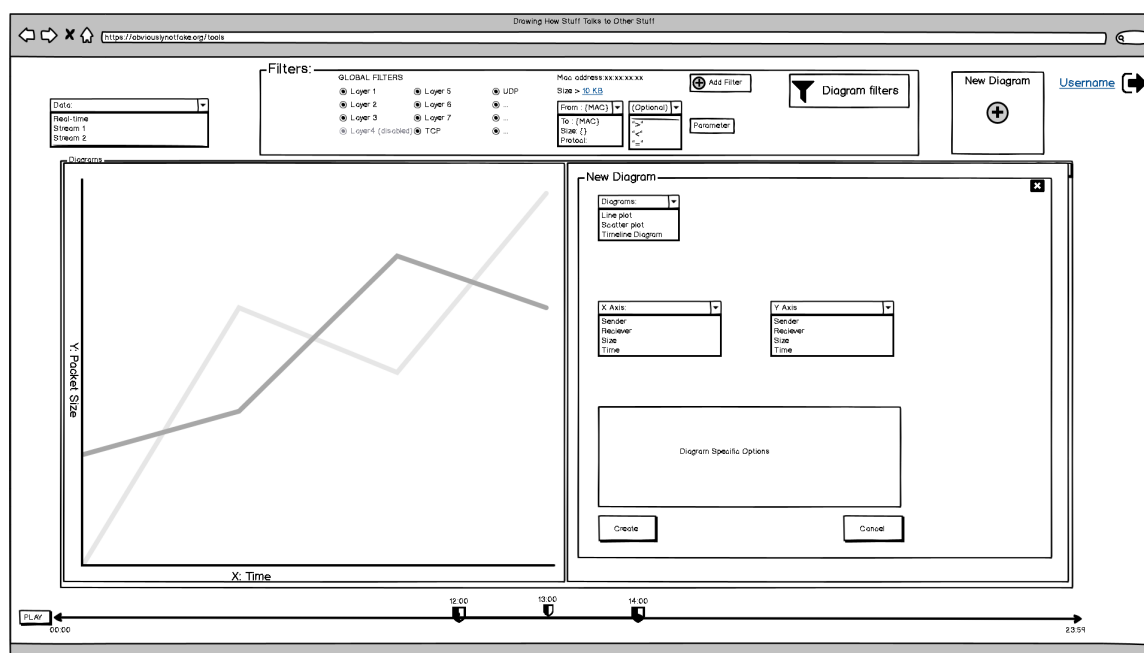 Drawing How Stuff Talks to Other Stuff
https://obviouslynotfake.org/tools
Filters:
GLOBAL FILTERS
Layer 1
Layer 5
UDP
Layer 2
Layer 6
...
Layer 3
Layer 7
...
Layer4 (disabled)
TCP
...
Mac address:xx:xx:xx:xx
Size > 10 KB
From : {MAC}
To : {MAC}
Size: {}
Protocl:
(Optional)
">"
"<"
"="
Add Filter
Parameter
Diagram filters
New Diagram
Username
Data:
Real-time
Stream 1
Stream 2
Diagrams
Y: Packet Size
X: Time
New Diagram
Diagrams:
Line plot
Scatter plot
Timeline Diagram
X Axis:
Sender
Reciever
Size
Time
Y Axis
Sender
Reciever
Size
Time
Diagram Specific Options
Create
Cancel
PLAY
00:00
12:00
13:00
14:00
23:59